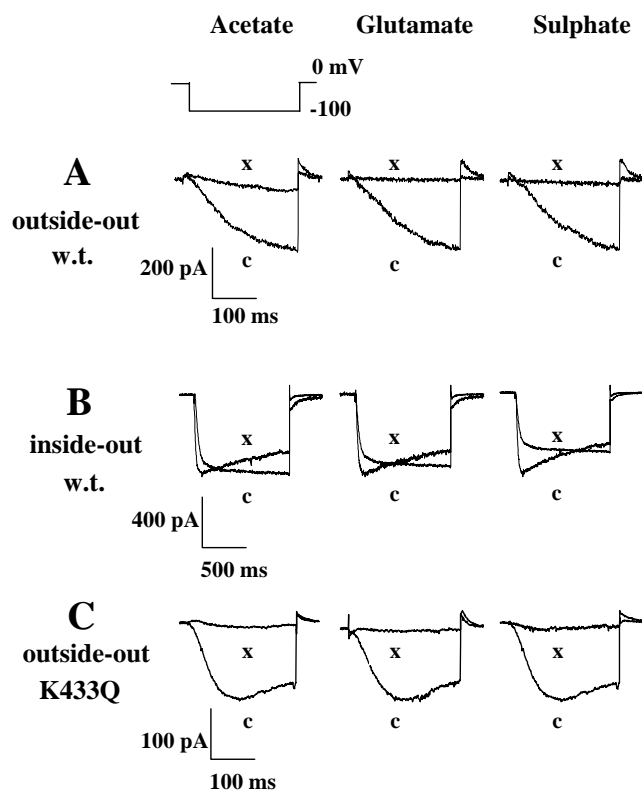 Acetate Glutamate Sulphate
0 mV
-100
A
outside-out
w.t.
x x x
c c c
200 pA
100 ms
B
inside-out
w.t.
x x x
c c c
400 pA
500 ms
C
outside-out
K433Q
x x x
c c c
100 pA
100 ms